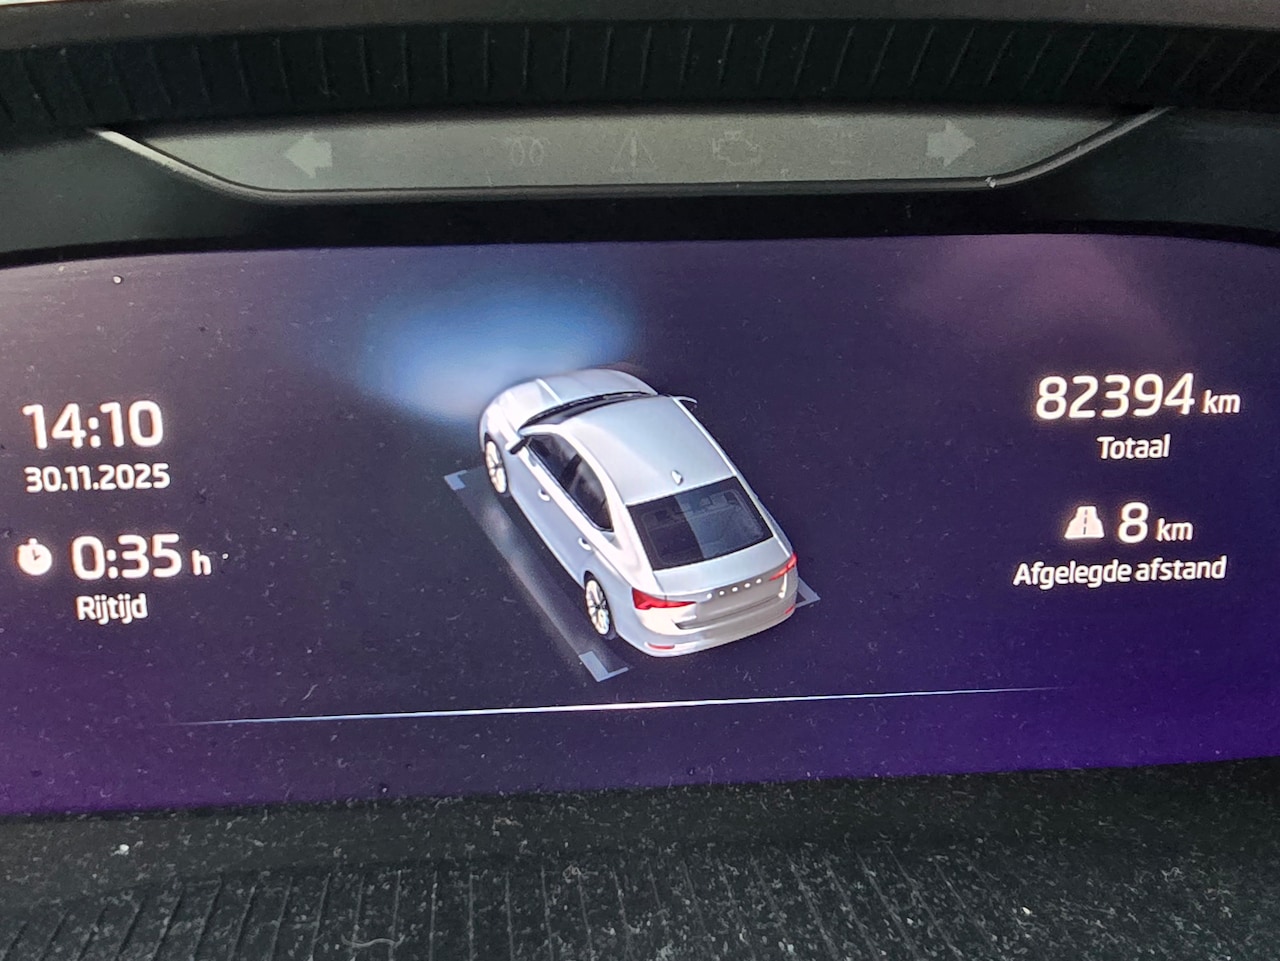 14:10
30.11.2025
0:35 h
Rijtijd
82394 km
Totaal
8 km
Afgelegde afstand